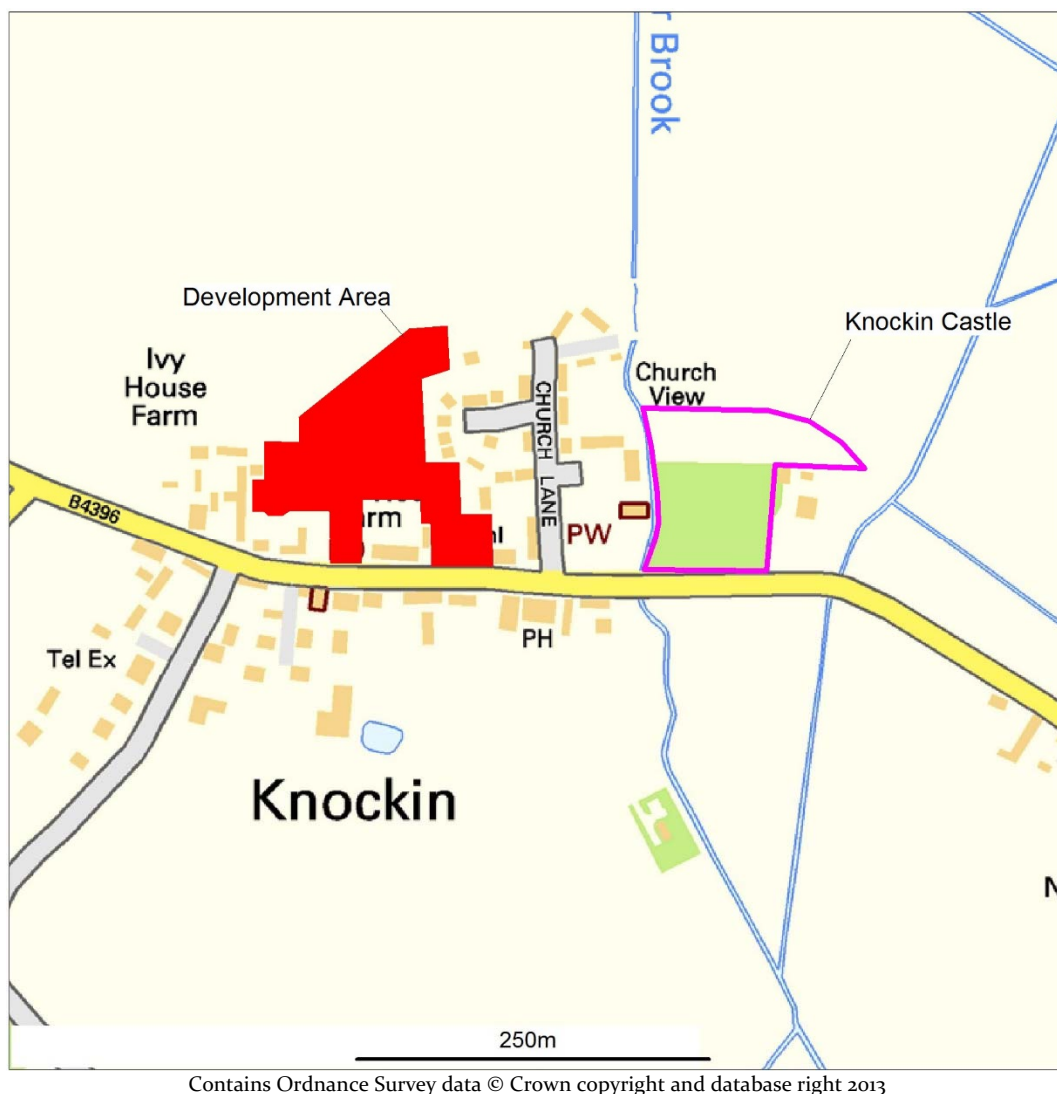 r Brook
Development Area
Knockin Castle
Ivy
House
Farm
Church
View
CHURCH LANE
B4396
arm
PW
Tel Ex
PH
Knockin
N
250m
Contains Ordnance Survey data © Crown copyright and database right 2013